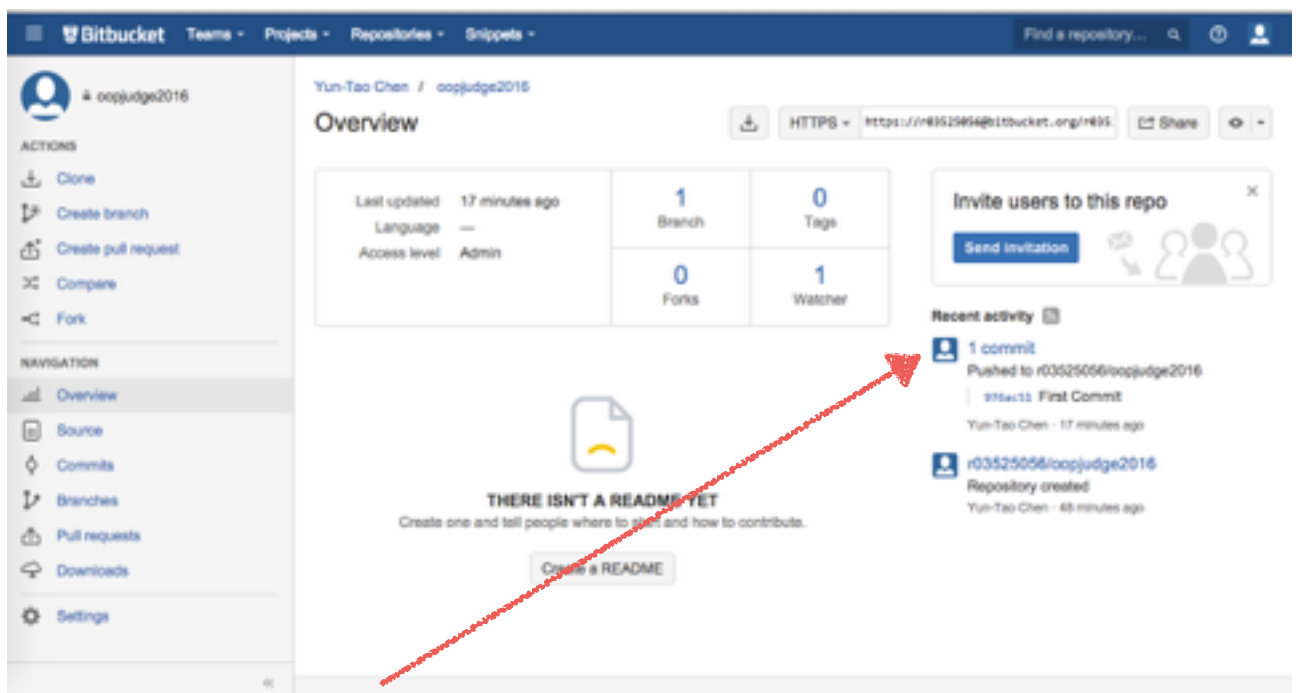 Bitbucket Teams Projects Repositories Snippets Find a repository...
oopjudge2016
ACTIONS
Clone
Create branch
Create pull request
Compare
Fork
NAVIGATION
Overview
Source
Commits
Branches
Pull requests
Downloads
Settings
«
Yun-Tao Chen / oopjudge2016
Overview
HTTPS https://r03525056@bitbucket.org/r035 Share
Last updated 17 minutes ago
Language —
Access level Admin
1
Branch
0
Tags
0
Forks
1
Watcher
THERE ISN'T A README YET
Create one and tell people where to start and how to contribute.
Create a README
Invite users to this repo
Send invitation
Recent activity
1 commit
Pushed to r03525056/oopjudge2016
First Commit
Yun-Tao Chen · 17 minutes ago
r03525056/oopjudge2016
Repository created
Yun-Tao Chen · 48 minutes ago